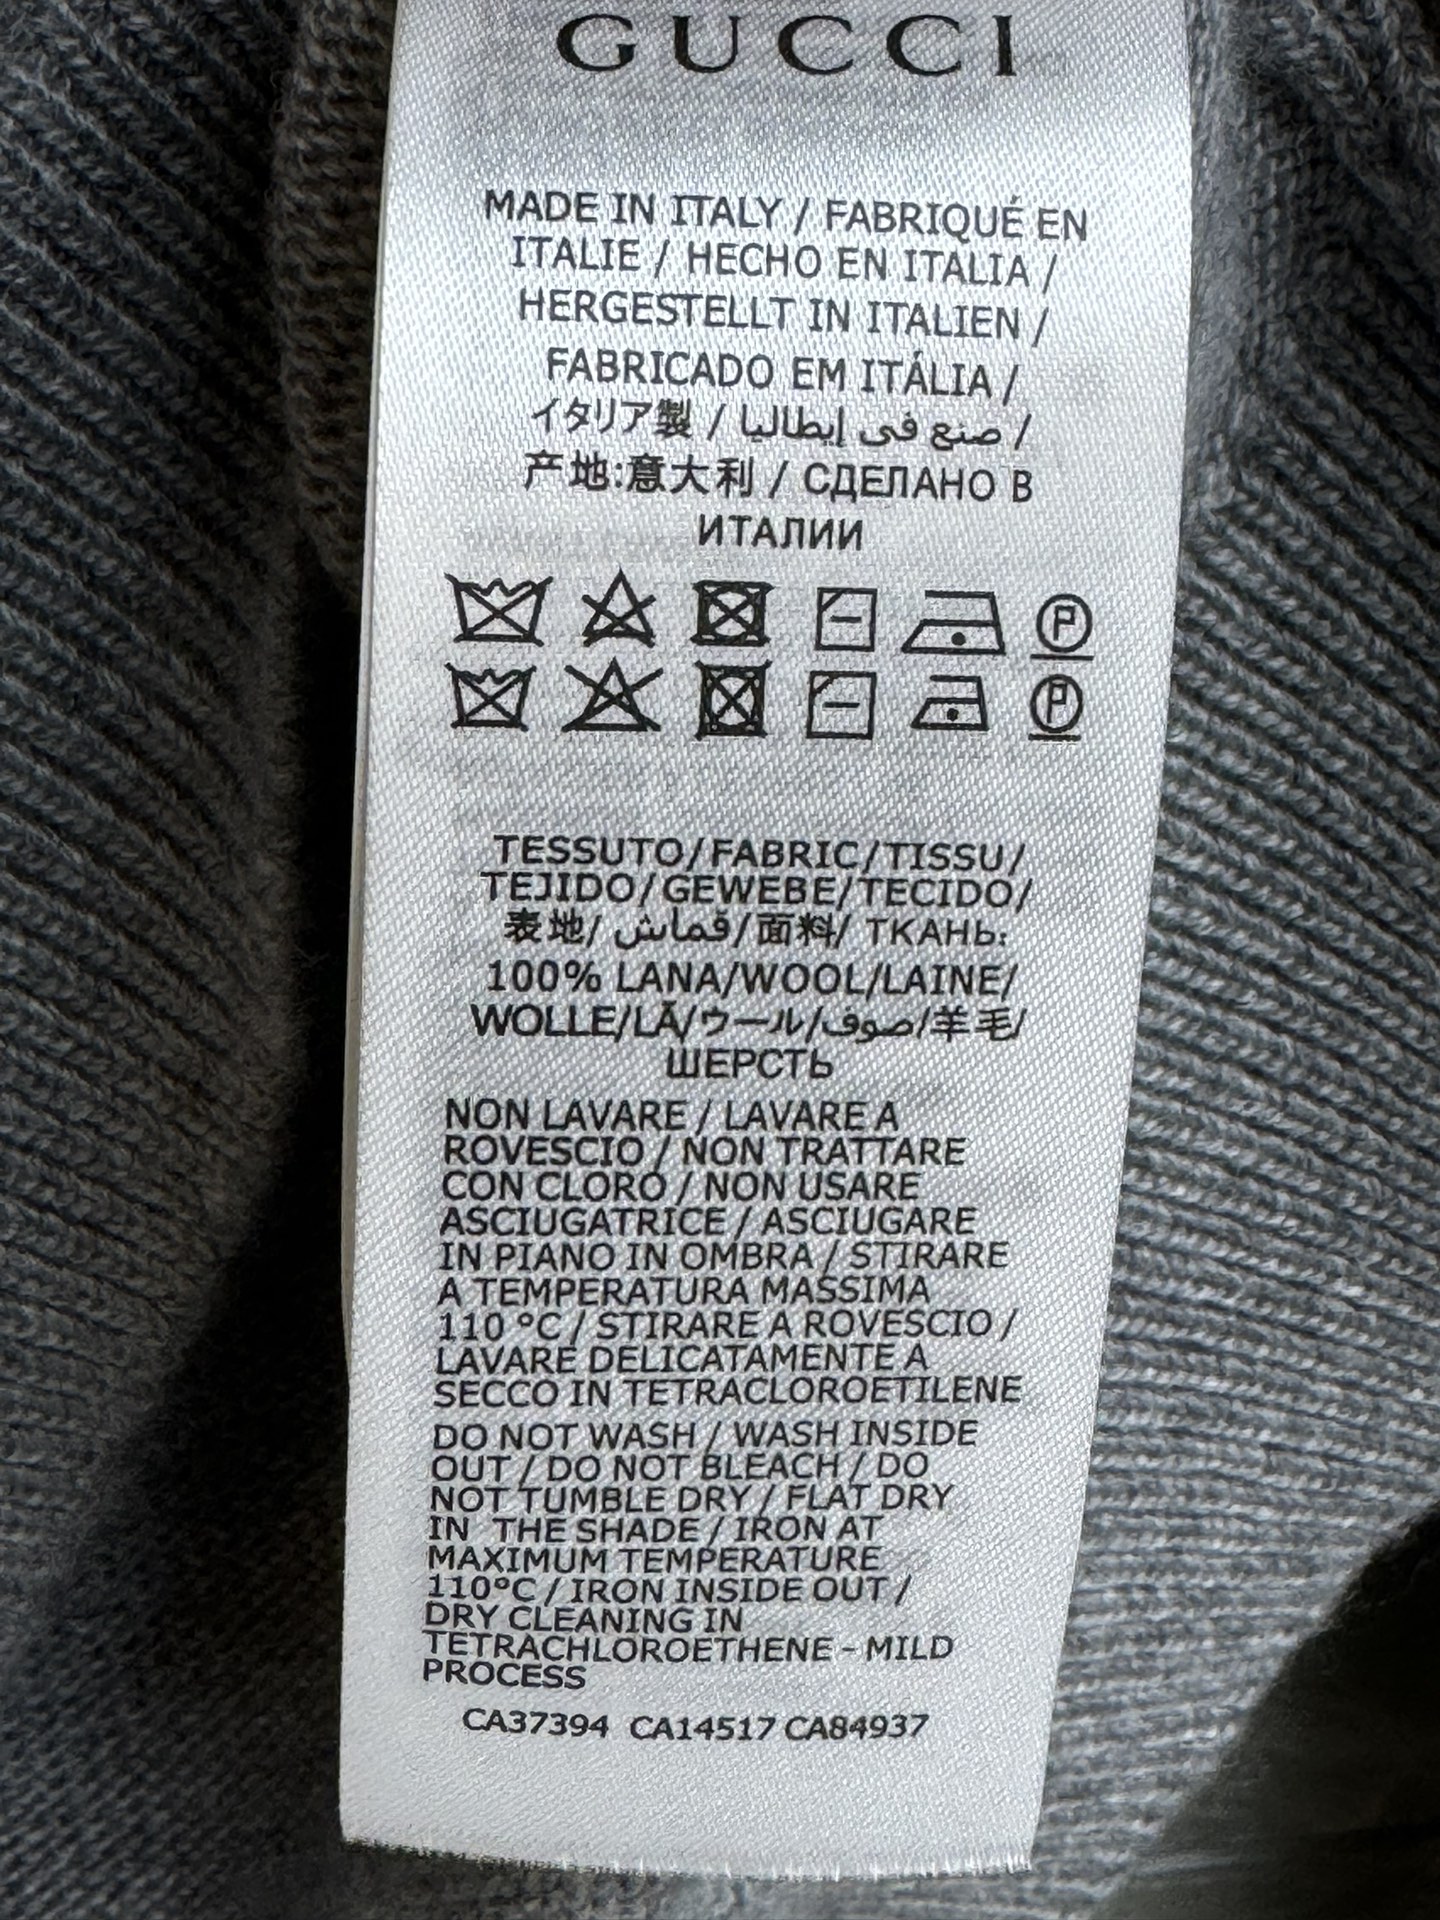 GUCCI
MADE IN ITALY / FABRIQUÉ EN
ITALIE / HECHO EN ITALIA /
HERGESTELLT IN ITALIEN /
FABRICADO EM ITÁLIA /
イタリア製 / صنع في إيطاليا /
产地:意大利 / СДЕЛАНО В
ИТАЛИИ
P
P
TESSUTO/FABRIC/TISSU/
TEJIDO/GEWEBE/TECIDO/
表地/ قماش/面料/ ТКАНЬ:
100% LANA/WOOL/LAINE/
WOLLE/LÃ/ウール/صوف/羊毛/
ШЕРСТЬ
NON LAVARE / LAVARE A
ROVESCIO / NON TRATTARE
CON CLORO / NON USARE
ASCIUGATRICE / ASCIUGARE
IN PIANO IN OMBRA / STIRARE
A TEMPERATURA MASSIMA
110 °C / STIRARE A ROVESCIO /
LAVARE DELICATAMENTE A
SECCO IN TETRACLOROETILENE
DO NOT WASH / WASH INSIDE
OUT / DO NOT BLEACH / DO
NOT TUMBLE DRY / FLAT DRY
IN THE SHADE / IRON AT
MAXIMUM TEMPERATURE
110°C / IRON INSIDE OUT /
DRY CLEANING IN
TETRACHLOROETHENE - MILD
PROCESS
CA37394 CA14517 CA84937